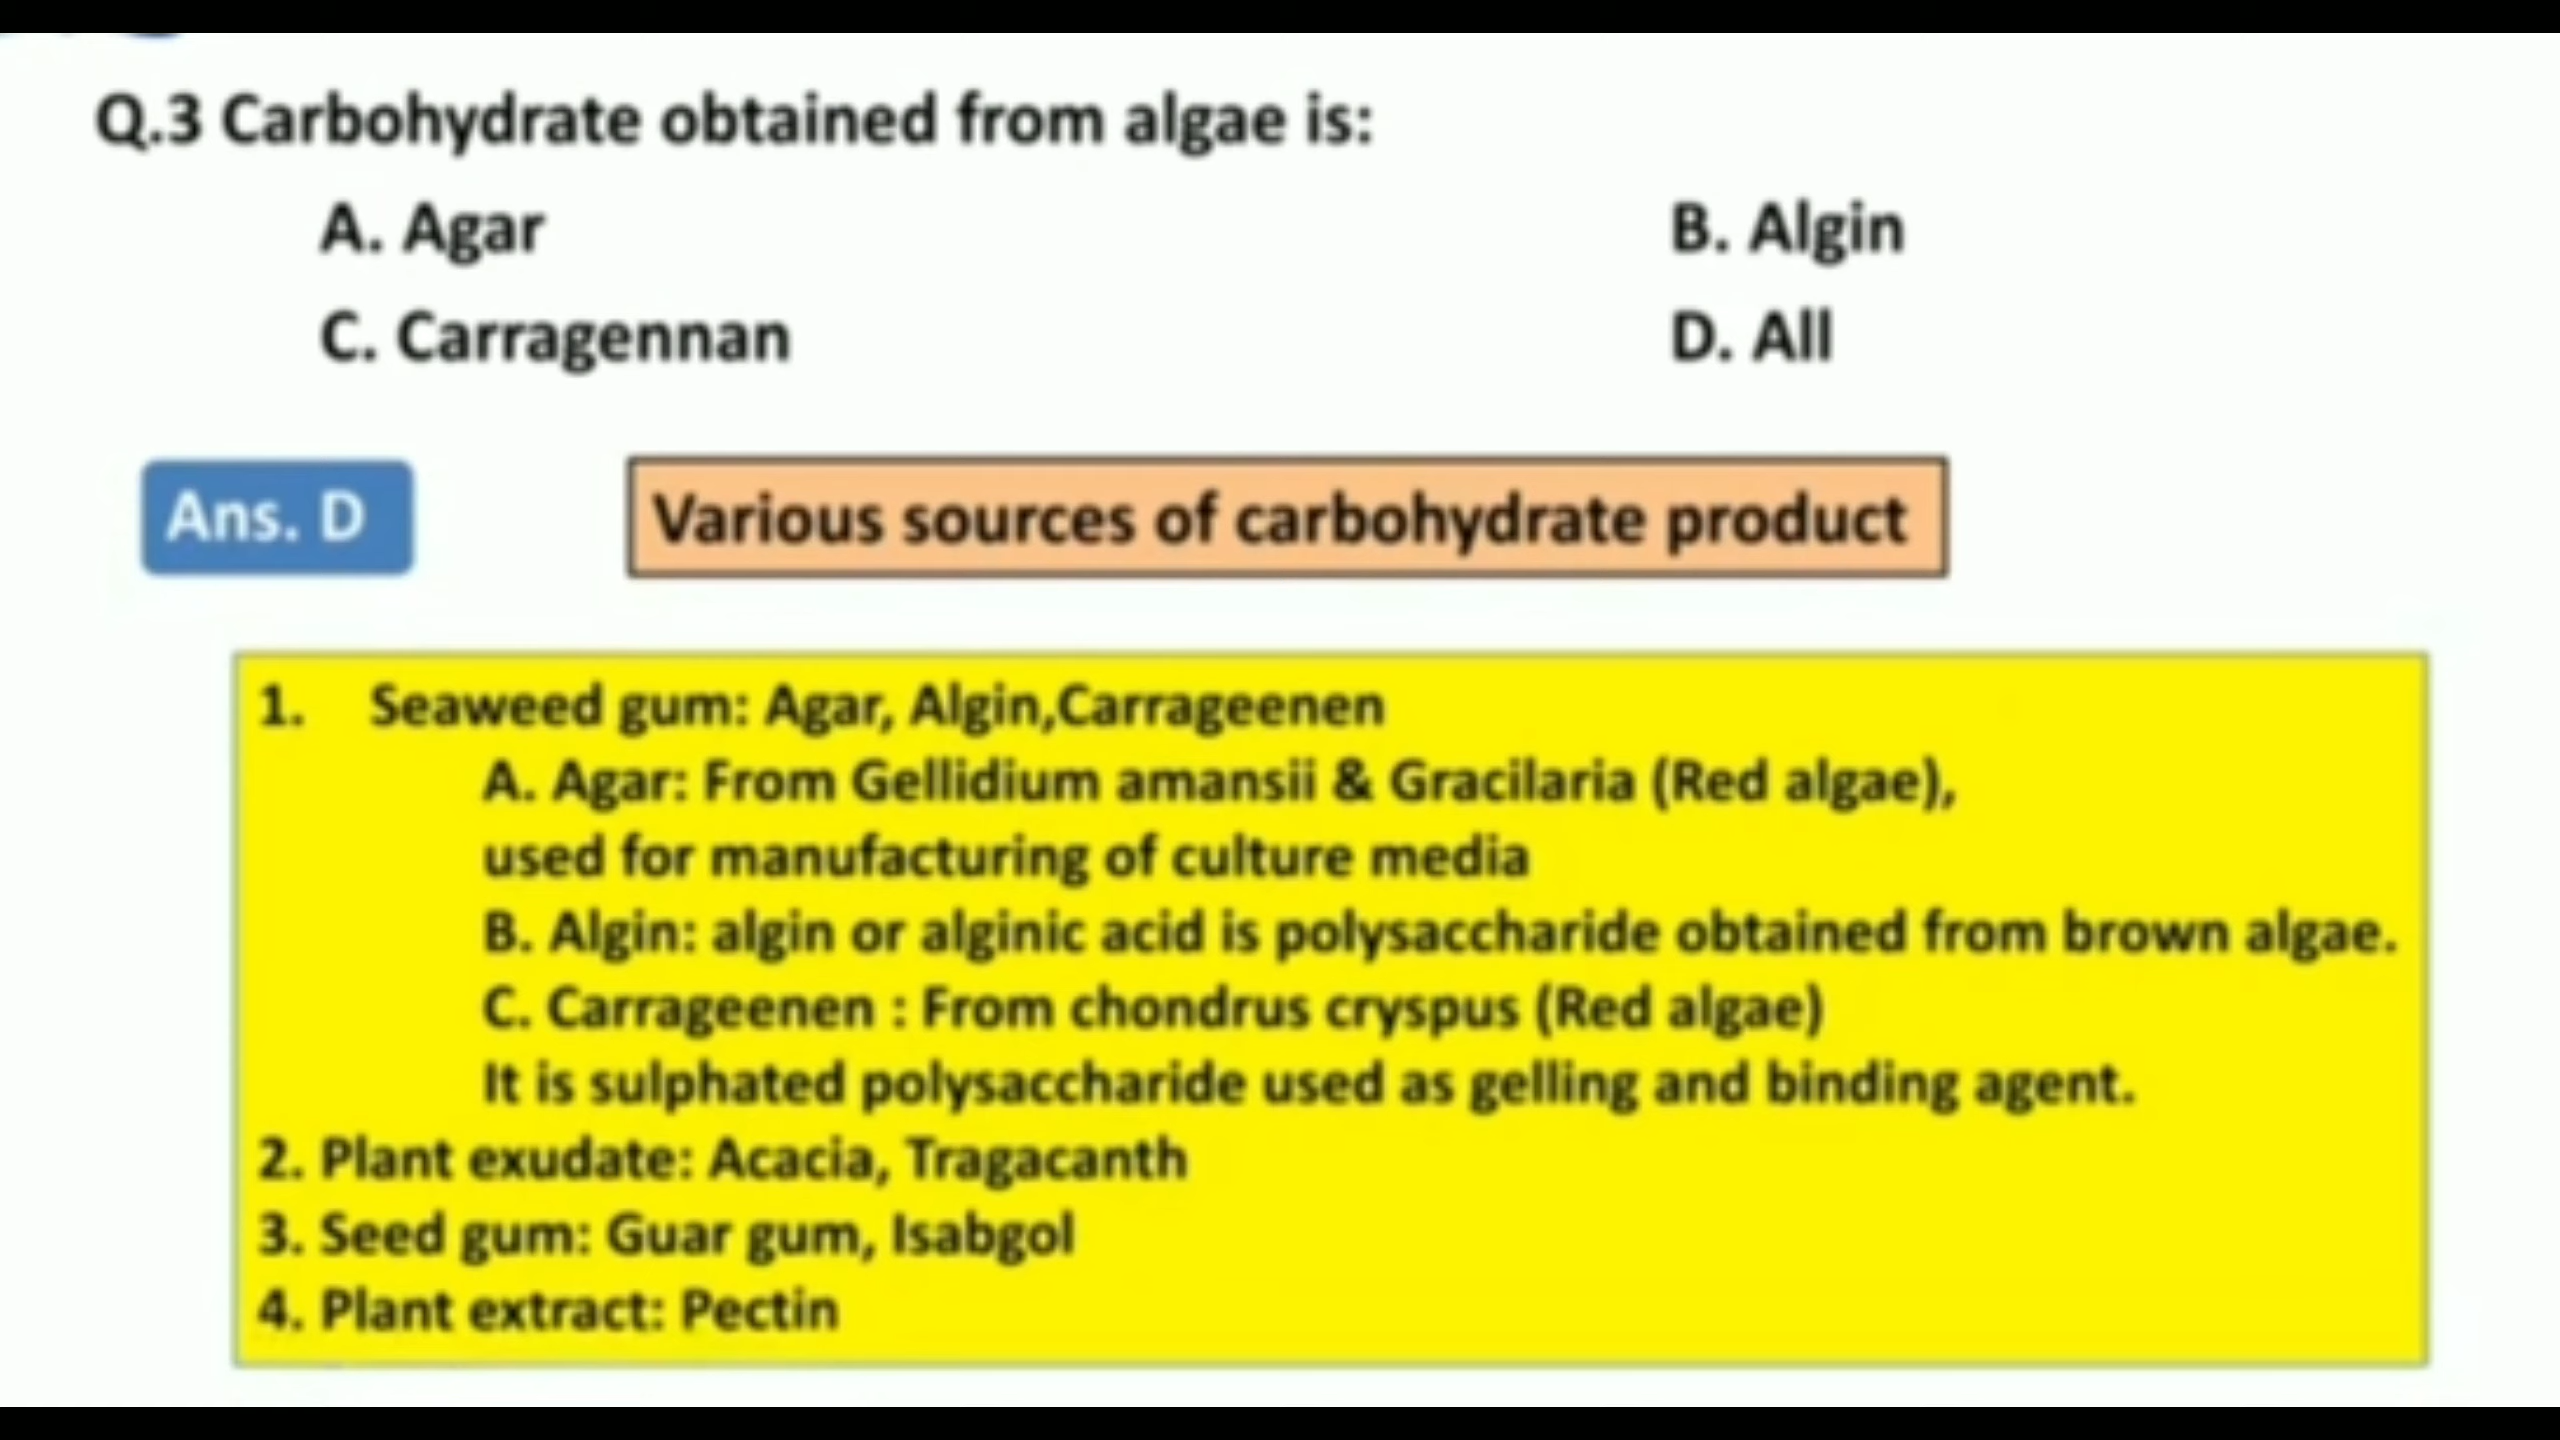 Q.3 Carbohydrate obtained from algae is:
A. Agar
B. Algin
C. Carragennan
D. All
Ans. D
Various sources of carbohydrate product
1. Seaweed gum: Agar, Algin,Carrageenen
A. Agar: From Gellidium amansii & Gracilaria (Red algae),
used for manufacturing of culture media
B. Algin: algin or alginic acid is polysaccharide obtained from brown algae.
C. Carrageenen : From chondrus cryspus (Red algae)
It is sulphated polysaccharide used as gelling and binding agent.
2. Plant exudate: Acacia, Tragacanth
3. Seed gum: Guar gum, Isabgol
4. Plant extract: Pectin